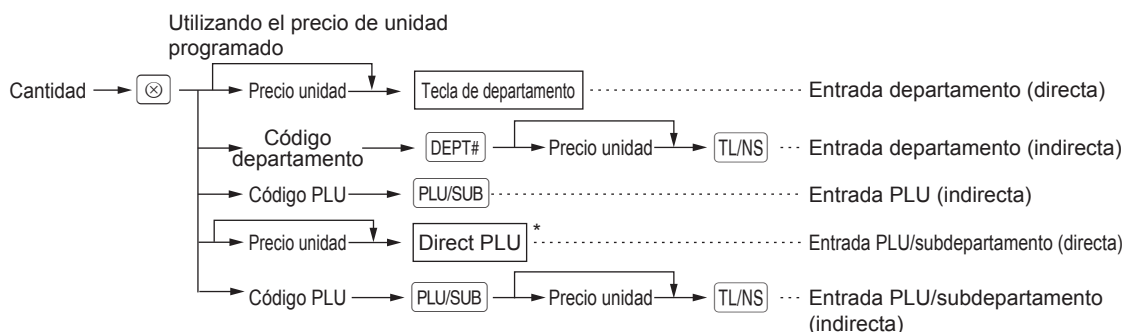 Utilizando el precio de unidad
programado
Cantidad ⊗ Precio unidad Tecla de departamento Entrada departamento (directa)
Código
departamento DEPT# Precio unidad TL/NS Entrada departamento (indirecta)
Código PLU PLU/SUB Entrada PLU (indirecta)
Precio unidad Direct PLU * Entrada PLU/subdepartamento (directa)
Código PLU PLU/SUB Precio unidad TL/NS Entrada PLU/subdepartamento
(indirecta)